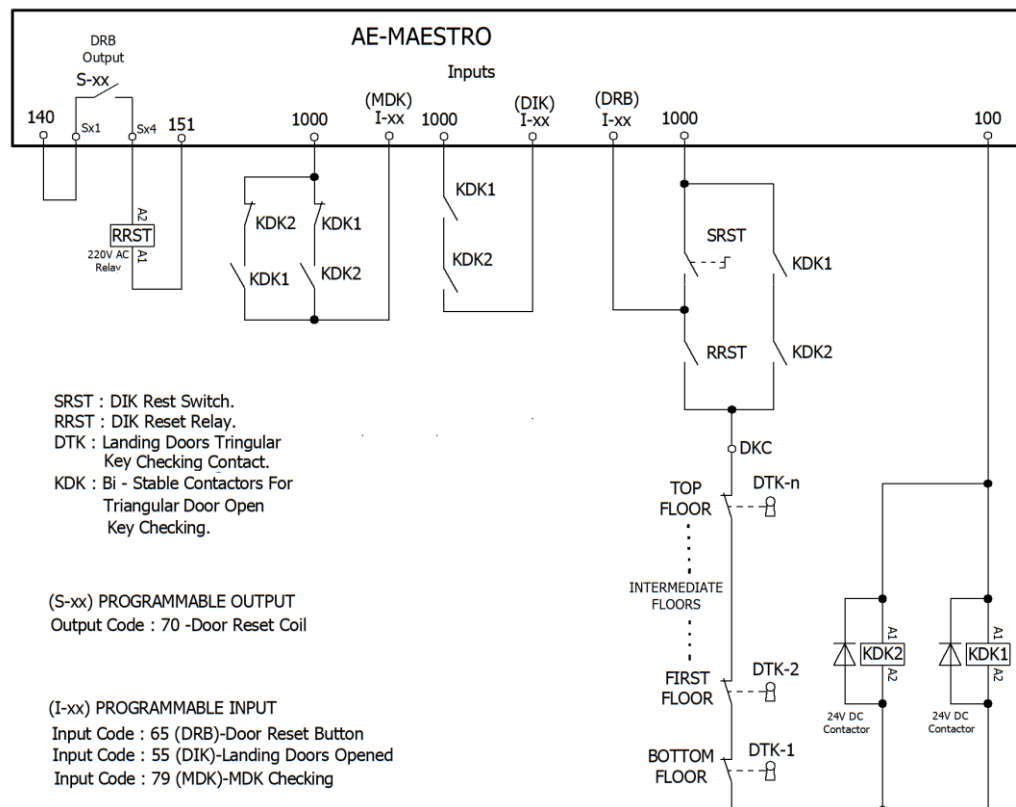 AE-MAESTRO
DRB
Output
S-xx
Inputs
140
Sx1
Sx4
151
1000
(MDK)
I-xx
1000
(DIK)
I-xx
(DRB)
I-xx
1000
100
A2
RRST
A1
220V AC
Relay
KDK2
KDK1
KDK1
KDK2
KDK1
KDK2
SRST
KDK1
RRST
KDK2
DKC
SRST : DIK Rest Switch.
RRST : DIK Reset Relay.
DTK : Landing Doors Tringular
Key Checking Contact.
KDK : Bi - Stable Contactors For
Triangular Door Open
Key Checking.
TOP
FLOOR
DTK-n
INTERMEDIATE
FLOORS
(S-xx) PROGRAMMABLE OUTPUT
Output Code : 70 -Door Reset Coil
FIRST
FLOOR
DTK-2
A1
KDK2
A2
24V DC
Contactor
A1
KDK1
A2
24V DC
Contactor
(I-xx) PROGRAMMABLE INPUT
Input Code : 65 (DRB)-Door Reset Button
Input Code : 55 (DIK)-Landing Doors Opened
Input Code : 79 (MDK)-MDK Checking
BOTTOM
FLOOR
DTK-1